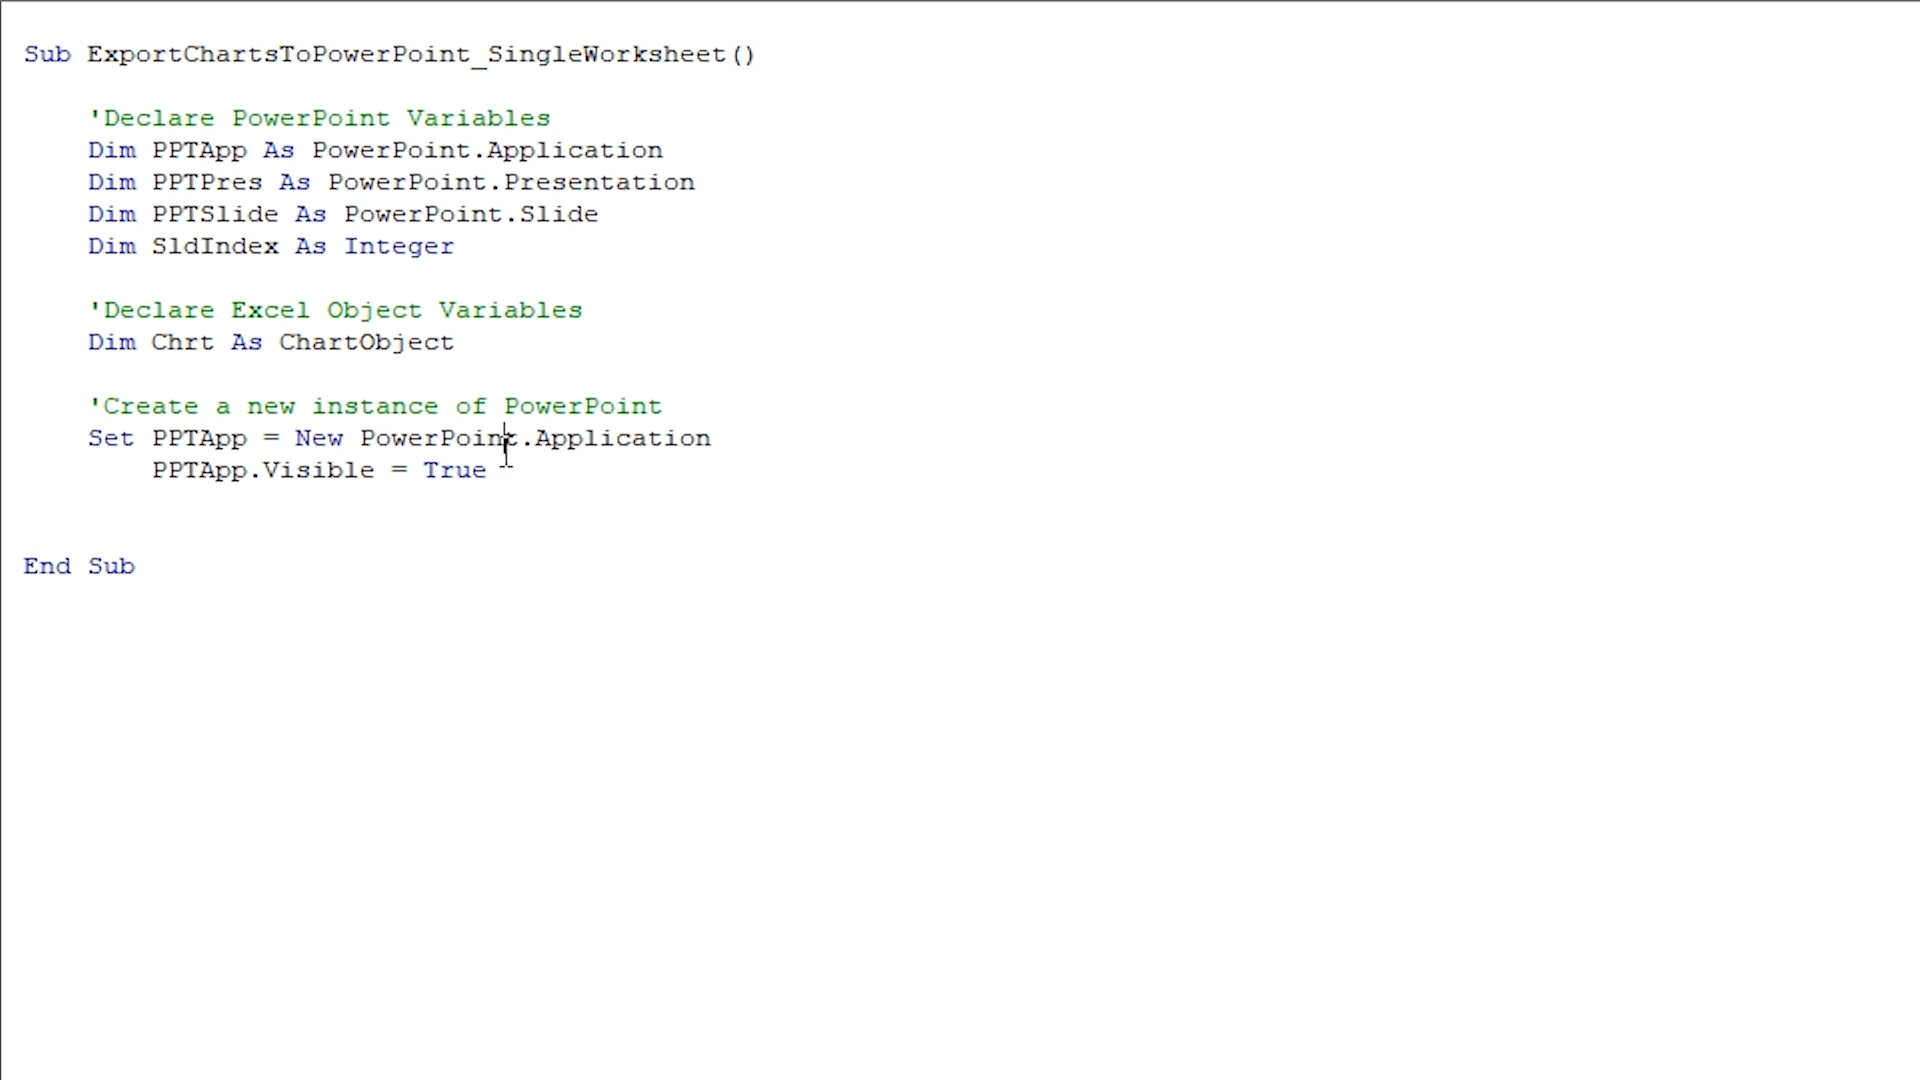 Sub ExportChartsToPowerPoint_SingleWorksheet()
'Declare PowerPoint Variables
Dim PPTApp As PowerPoint.Application
Dim PPTPres As PowerPoint.Presentation
Dim PPTSlide As PowerPoint.Slide
Dim SldIndex As Integer
'Declare Excel Object Variables
Dim Chrt As ChartObject
'Create a new instance of PowerPoint
Set PPTApp = New PowerPoint.Application
PPTApp.Visible = True
End Sub